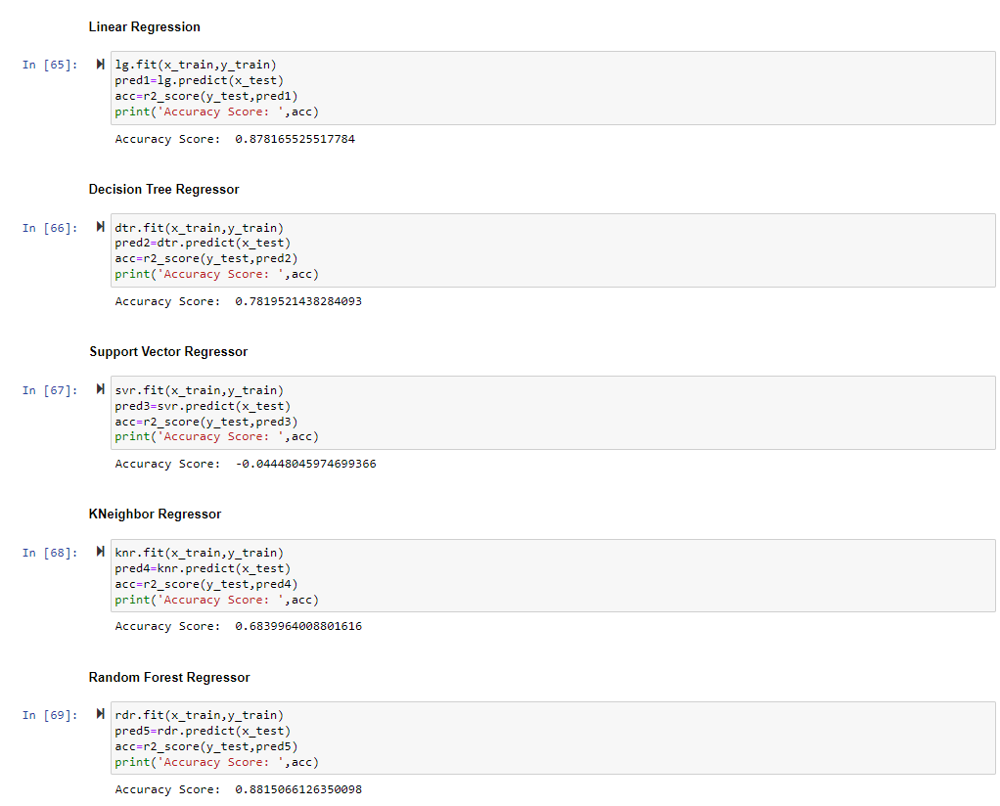 Linear Regression
In [65]: lg.fit(x_train,y_train)
pred1=lg.predict(x_test)
acc=r2_score(y_test,pred1)
print('Accuracy Score: ',acc)
Accuracy Score:  0.878165525517784
Decision Tree Regressor
In [66]: dtr.fit(x_train,y_train)
pred2=dtr.predict(x_test)
acc=r2_score(y_test,pred2)
print('Accuracy Score: ',acc)
Accuracy Score:  0.7819521438284093
Support Vector Regressor
In [67]: svr.fit(x_train,y_train)
pred3=svr.predict(x_test)
acc=r2_score(y_test,pred3)
print('Accuracy Score: ',acc)
Accuracy Score:  -0.04448045974699366
KNeighbor Regressor
In [68]: knr.fit(x_train,y_train)
pred4=knr.predict(x_test)
acc=r2_score(y_test,pred4)
print('Accuracy Score: ',acc)
Accuracy Score:  0.6839964008801616
Random Forest Regressor
In [69]: rdr.fit(x_train,y_train)
pred5=rdr.predict(x_test)
acc=r2_score(y_test,pred5)
print('Accuracy Score: ',acc)
Accuracy Score:  0.8815066126350098